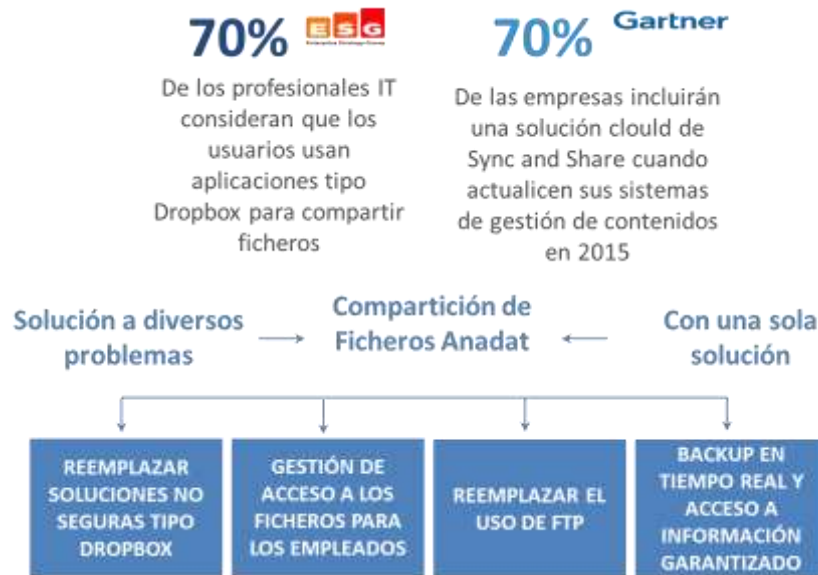 70%
ESG
Enterprise Strategy Group
De los profesionales IT
consideran que los
usuarios usan
aplicaciones tipo
Dropbox para compartir
ficheros
70%
Gartner
De las empresas incluirán
una solución clould de
Sync and Share cuando
actualicen sus sistemas
de gestión de contenidos
en 2015
Solución a diversos
problemas
Compartición de
Ficheros Anadat
Con una sola
solución
REEMPLAZAR
SOLUCIONES NO
SEGURAS TIPO
DROPBOX
GESTIÓN DE
ACCESO A LOS
FICHEROS PARA
LOS EMPLEADOS
REEMPLAZAR EL
USO DE FTP
BACKUP EN
TIEMPO REAL Y
ACCESO A
INFORMACIÓN
GARANTIZADO